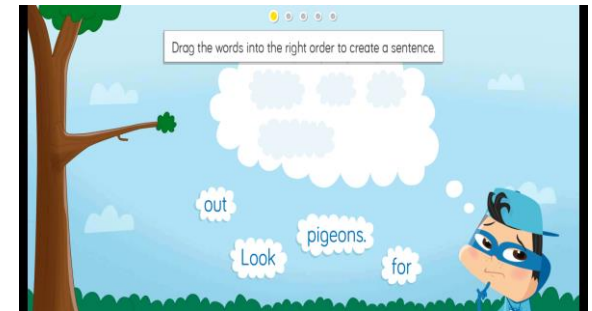 Drag the words into the right order to create a sentence.
out
pigeons.
Look
for